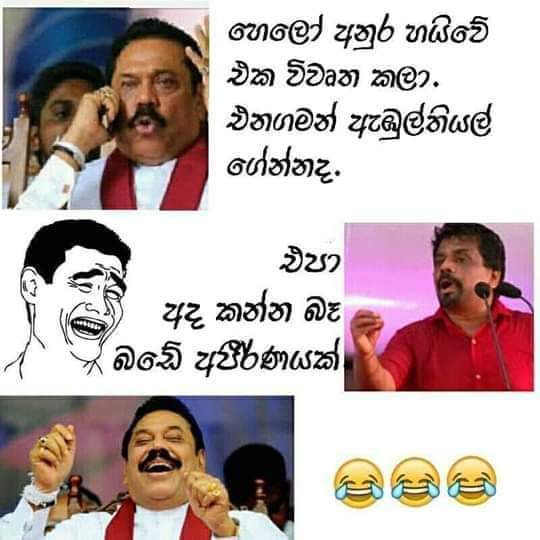 හෙලෝ අනුර හයිවේ
එක විවෘත කලා.
එනගමන් ඇඹුල්තියල්
ගේන්නද.
එපා
අද කන්න බෑ
බඩේ අජීර්ණයක්